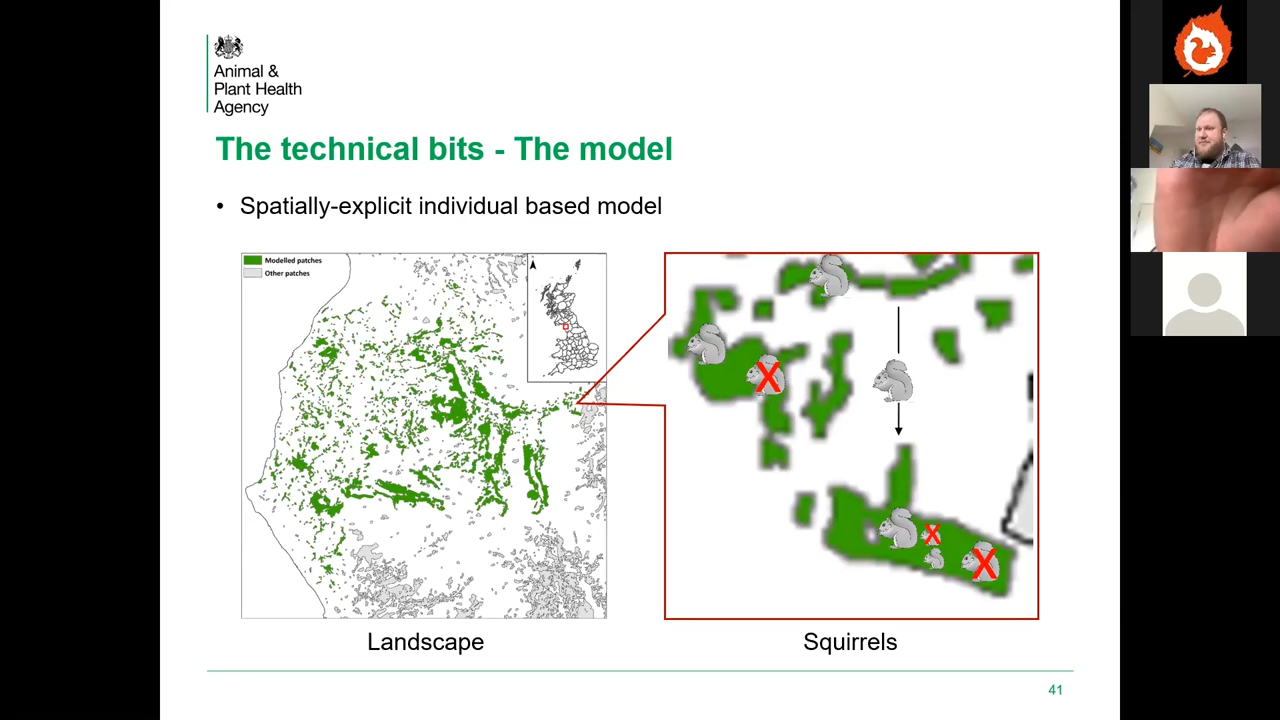 Animal &
Plant Health
Agency
The technical bits - The model
• Spatially-explicit individual based model
Modelled patches
Other patches
X
X
X
Landscape
Squirrels
41